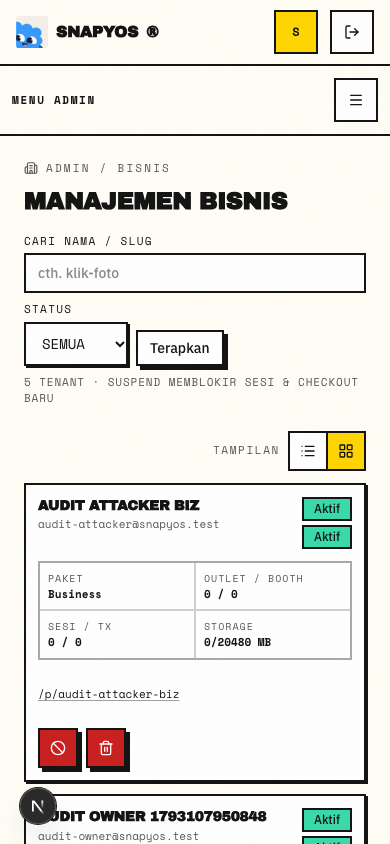 SNAPYOS ®
S
MENU ADMIN
ADMIN / BISNIS
MANAJEMEN BISNIS
CARI NAMA / SLUG
cth. klik-foto
STATUS
SEMUA
Terapkan
5 TENANT · SUSPEND MEMBLOKIR SESI & CHECKOUT
BARU
TAMPILAN
AUDIT ATTACKER BIZ
Aktif
audit-attacker@snapyos.test
Aktif
PAKET
OUTLET / BOOTH
Business
0 / 0
SESI / TX
STORAGE
0 / 0
0/20480 MB
/p/audit-attacker-biz
N
AUDIT OWNER 1793107950848
Aktif
audit-owner@snapyos.test
Aktif